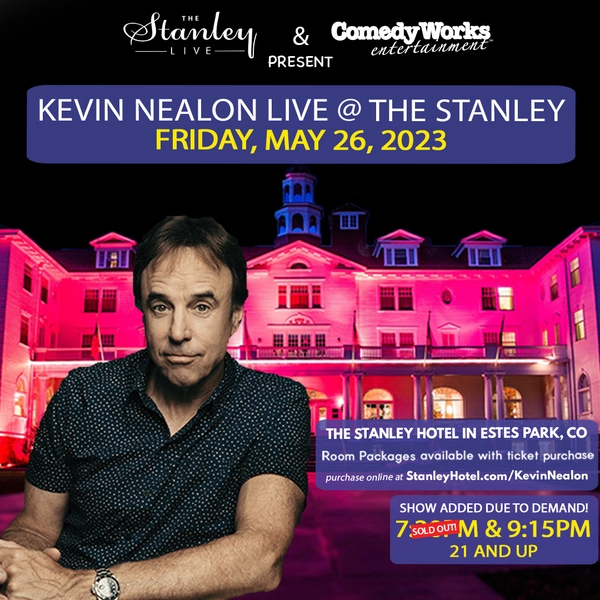 THE
Stanley
LIVE
&
ComedyWorks
entertainment
PRESENT
KEVIN NEALON LIVE @ THE STANLEY
FRIDAY, MAY 26, 2023
THE STANLEY HOTEL IN ESTES PARK, CO
Room Packages available with ticket purchase
purchase online at StanleyHotel.com/KevinNealon
SHOW ADDED DUE TO DEMAND!
SOLD OUT! & 9:15PM
21 AND UP